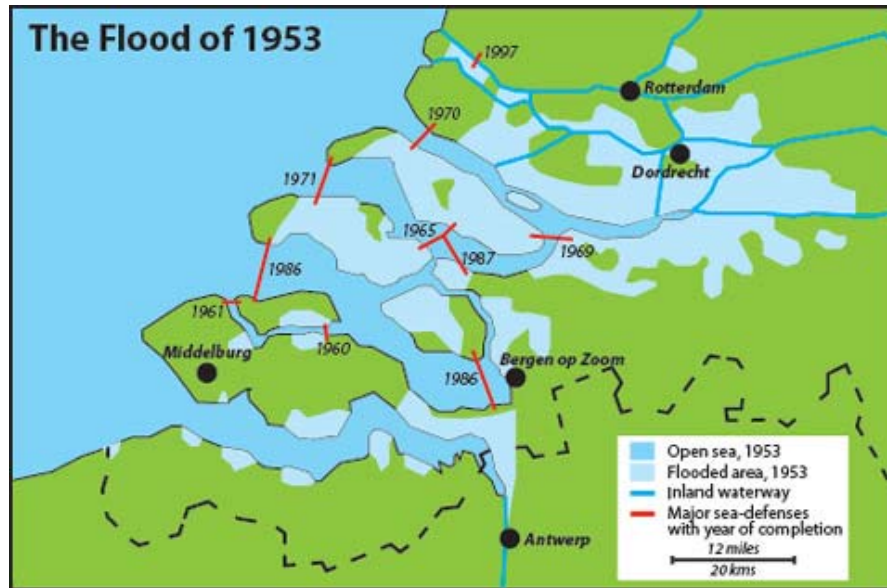 The Flood of 1953
1997
Rotterdam
1970
Dordrecht
1971
1965
1969
1987
1986
1961
1960
Middelburg
Bergen op Zoom
1986
Open sea, 1953
Flooded area, 1953
Inland waterway
Major sea-defenses
with year of completion
12 miles
20 kms
Antwerp